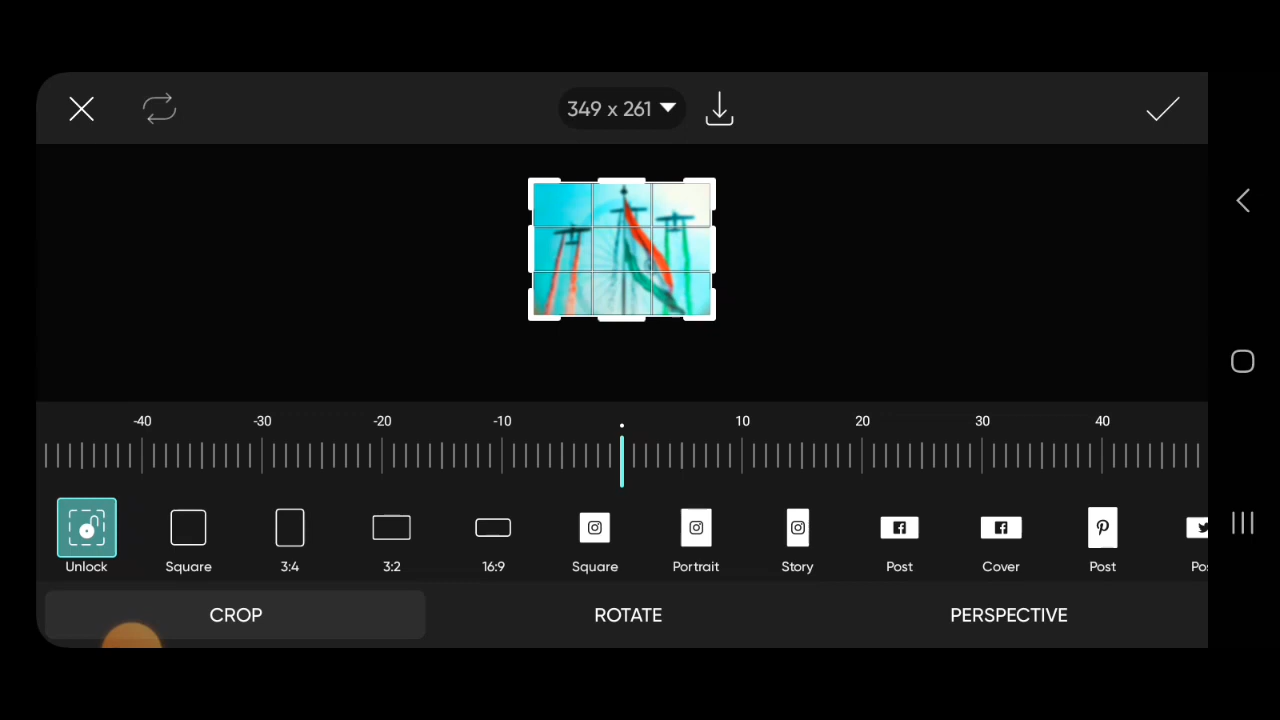 349 x 261
-40 -30 -20 -10 10 20 30 40
Unlock Square 3:4 3:2 16:9 Square Portrait Story Post Cover Post Pos
CROP ROTATE PERSPECTIVE